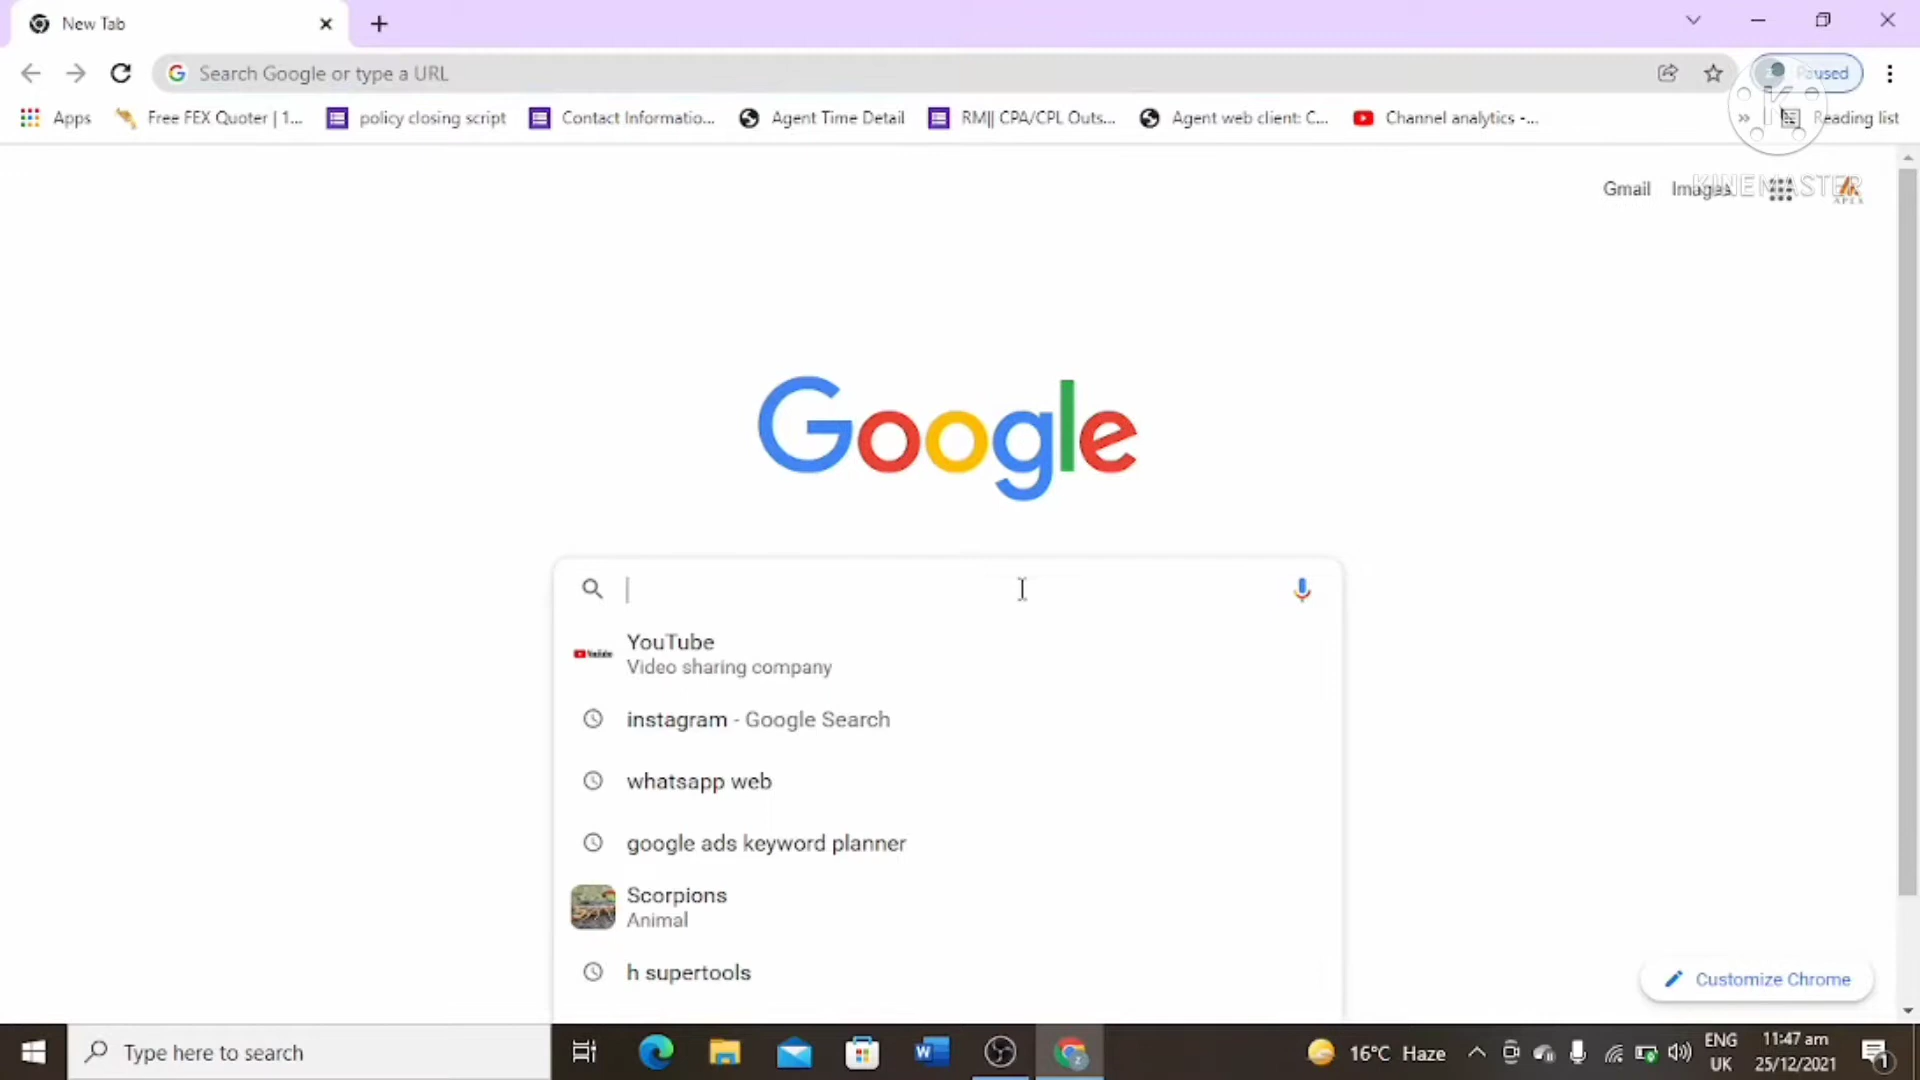 New Tab
Search Google or type a URL
Paused
Apps
Free FEX Quoter | 1...
policy closing script
Contact Informatio...
Agent Time Detail
RM|| CPA/CPL Outs...
Agent web client: C...
Channel analytics -...
»
Reading list
Gmail
Images
KINEMASTER
APEX
Google
YouTube
Video sharing company
instagram - Google Search
whatsapp web
google ads keyword planner
Scorpions
Animal
h supertools
Customize Chrome
Type here to search
16°C Haze
ENG
UK
11:47 am
25/12/2021
1